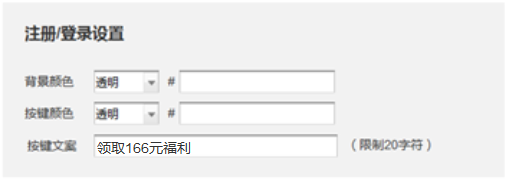 注册/登录设置
背景颜色 透明 #
按键颜色 透明 #
按键文案 领取166元福利 （限制20字符）